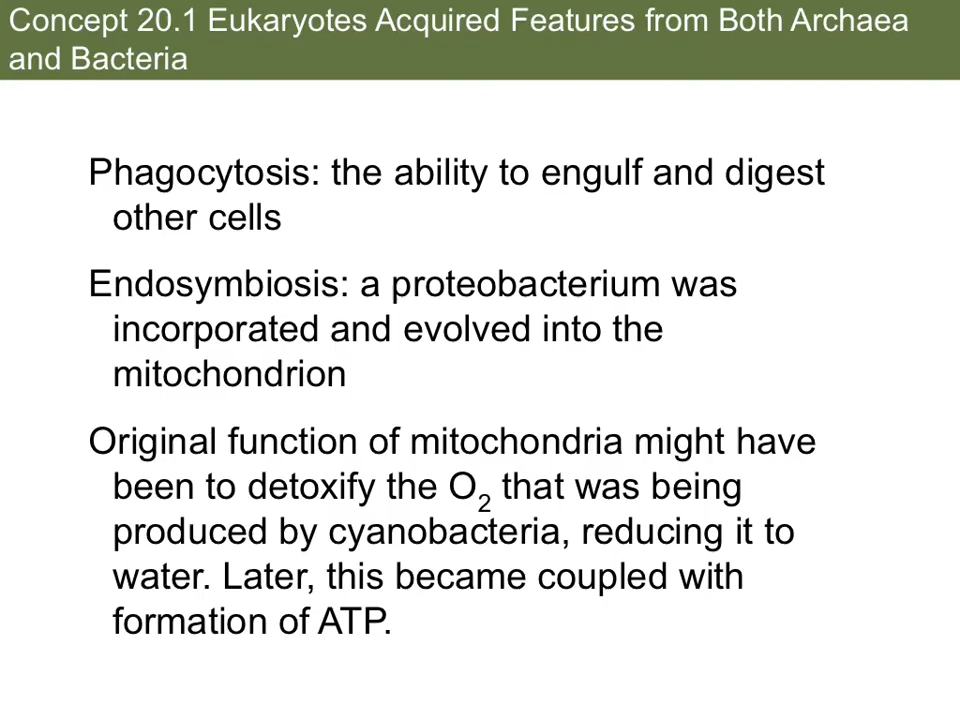 Concept 20.1 Eukaryotes Acquired Features from Both Archaea
and Bacteria
Phagocytosis: the ability to engulf and digest
other cells
Endosymbiosis: a proteobacterium was
incorporated and evolved into the
mitochondrion
Original function of mitochondria might have
been to detoxify the O₂ that was being
produced by cyanobacteria, reducing it to
water. Later, this became coupled with
formation of ATP.